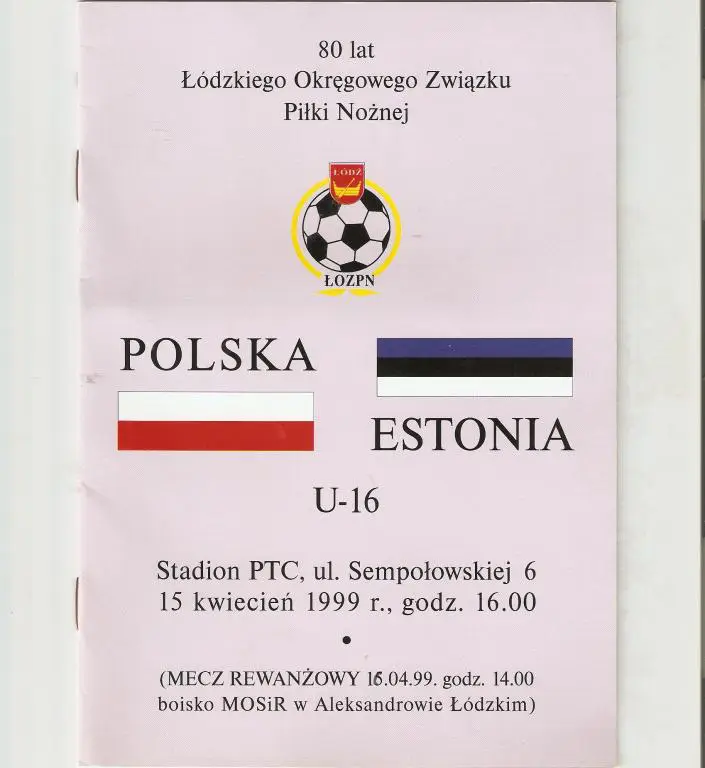 80 lat
Łódzkiego Okręgowego Związku
Piłki Nożnej
ŁÓDŹ
ŁOZPN
POLSKA
ESTONIA
U-16
Stadion PTC, ul. Sempołowskiej 6
15 kwiecień 1999 r., godz. 16.00
•
(MECZ REWANŻOWY 16.04.99. godz. 14.00
boisko MOSiR w Aleksandrowie Łódzkim)